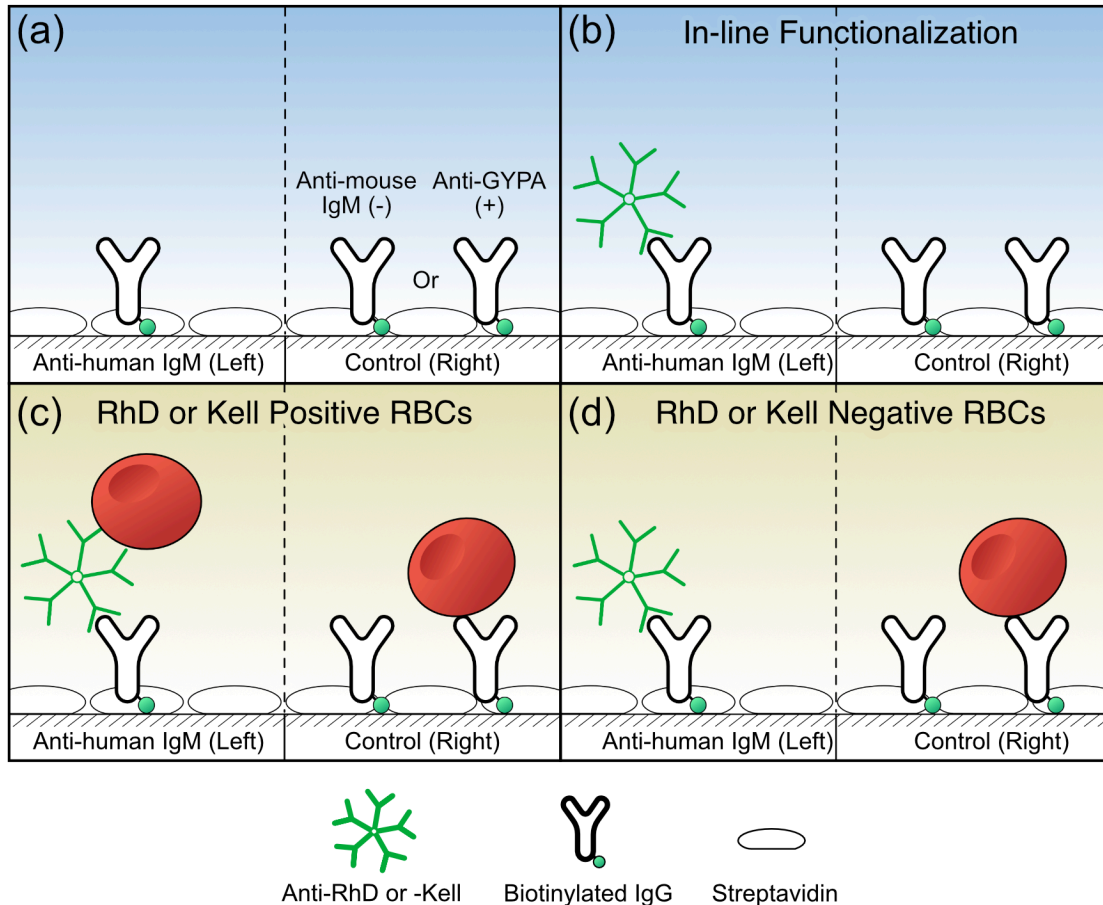 (a)
Anti-mouse
IgM (-)
Anti-GYPA
(+)
Or
Anti-human IgM (Left)
Control (Right)
(b)
In-line Functionalization
Anti-human IgM (Left)
Control (Right)
(c)
RhD or Kell Positive RBCs
Anti-human IgM (Left)
Control (Right)
(d)
RhD or Kell Negative RBCs
Anti-human IgM (Left)
Control (Right)
Anti-RhD or -Kell
Biotinylated IgG
Streptavidin